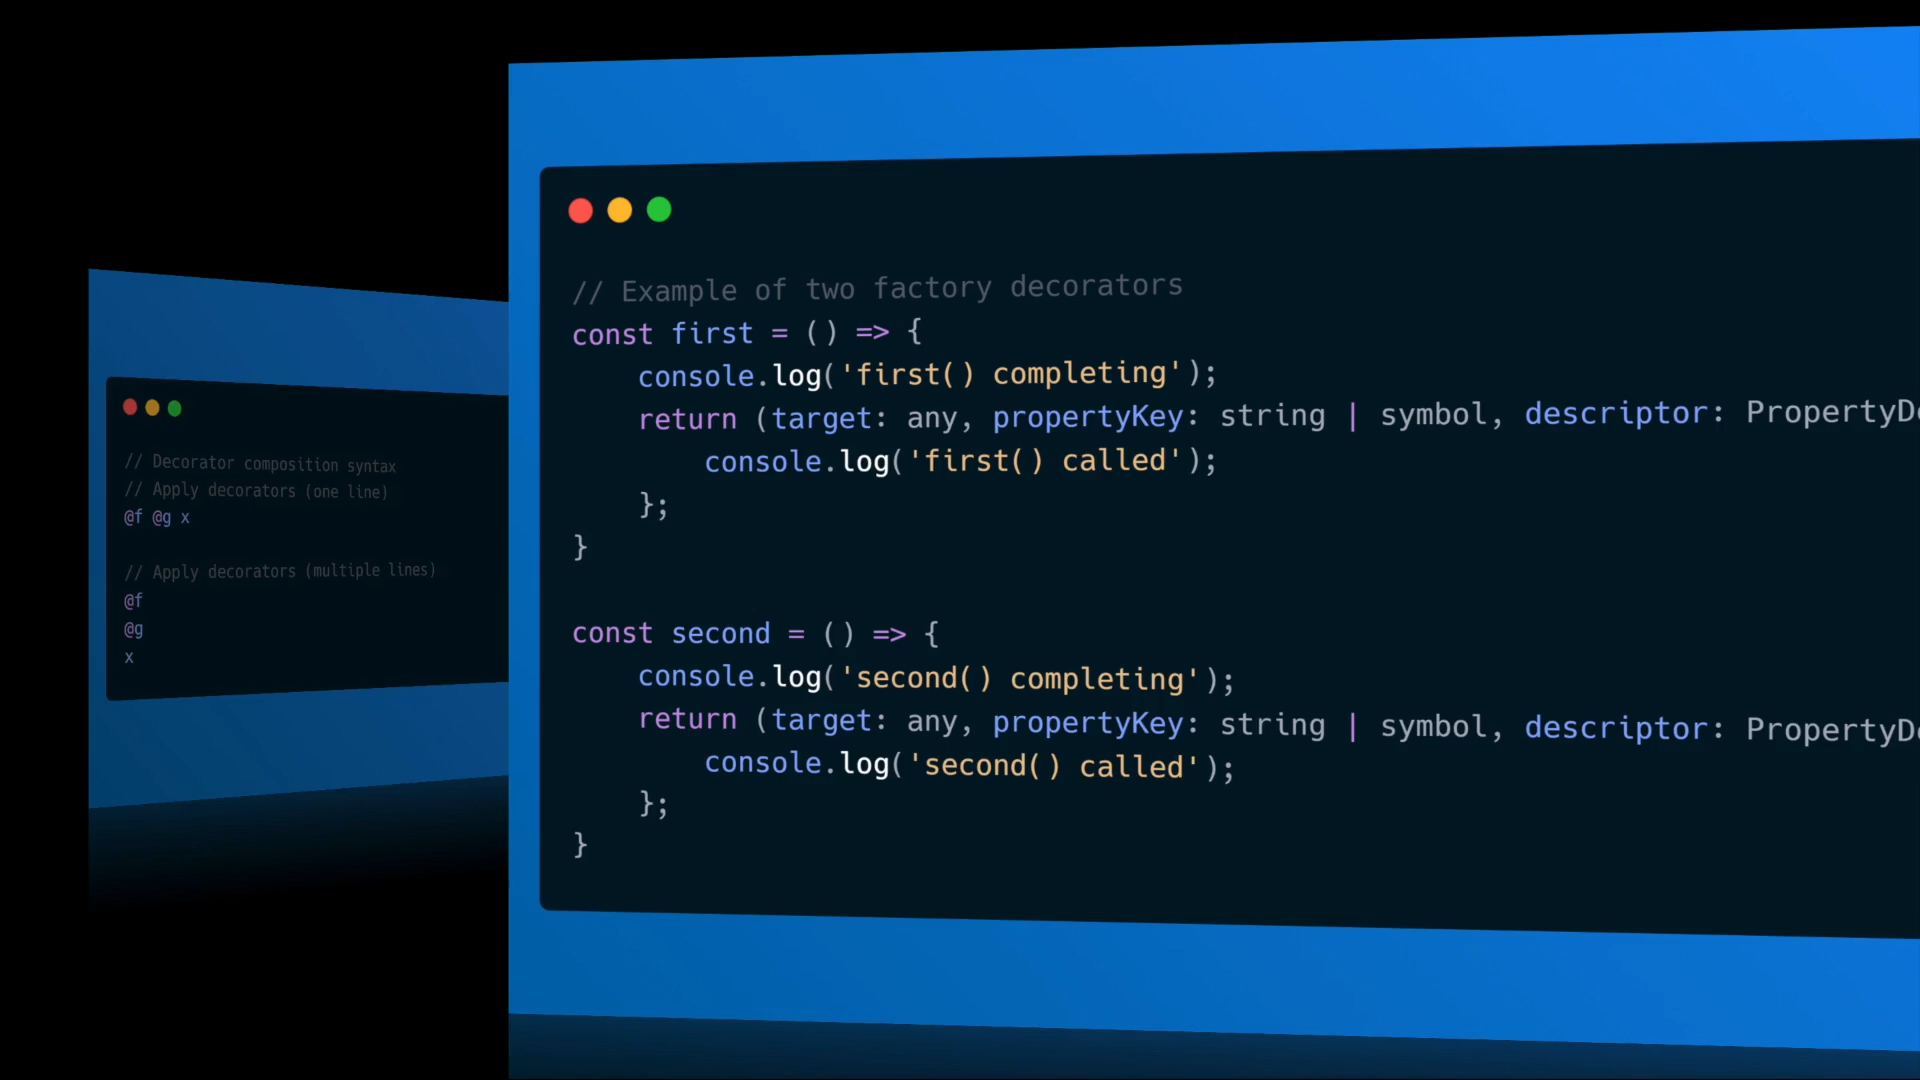 // Decorator composition syntax
// Apply decorators (one line)
@f @g x
// Apply decorators (multiple lines)
@f
@g
x
// Example of two factory decorators
const first = () => {
console.log('first() completing');
return (target: any, propertyKey: string | symbol, descriptor:
console.log('first() called');
};
}
const second = () => {
console.log('second() completing');
return (target: any, propertyKey: string | symbol, descriptor:
console.log('second() called');
};
}